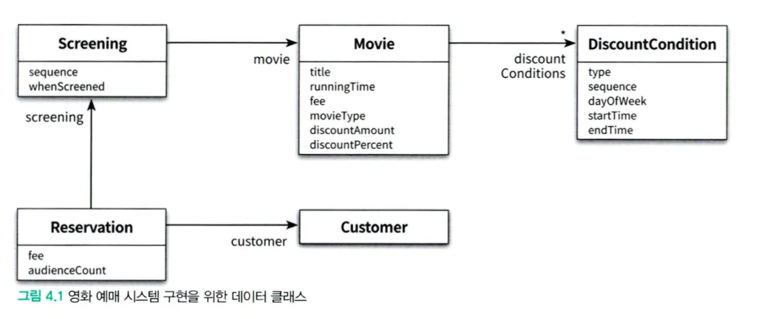 Screening
sequence
whenScreened
movie
Movie
title
runningTime
fee
movieType
discountAmount
discountPercent
*
discount
Conditions
DiscountCondition
type
sequence
dayOfWeek
startTime
endTime
screening
Reservation
fee
audienceCount
customer
Customer
그림 4.1 영화 예매 시스템 구현을 위한 데이터 클래스